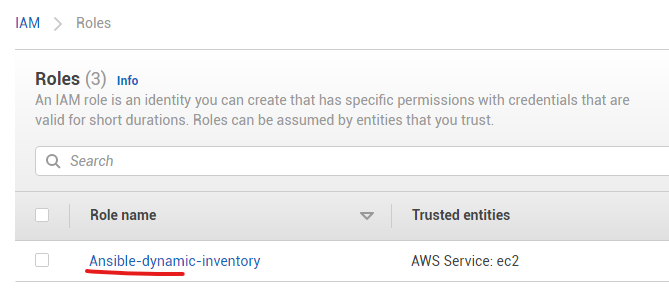 IAM > Roles
Roles (3) Info
An IAM role is an identity you can create that has specific permissions with credentials that are
valid for short durations. Roles can be assumed by entities that you trust.
Search
Role name Trusted entities
Ansible-dynamic-inventory AWS Service: ec2